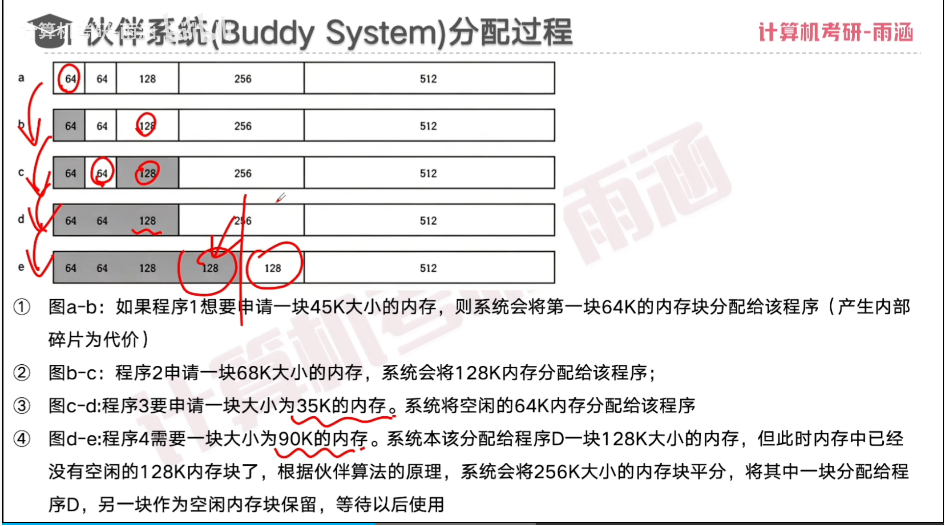 计算机考研-雨涵
伙伴系统(Buddy System)分配过程
计算机考研-雨涵
a 64 64 128 256 512
b 64 64 128 256 512
c 64 64 128 256 512
d 64 64 128 256 512
e 64 64 128 128 128 512
① 图a-b：如果程序1想要申请一块45K大小的内存，则系统会将第一块64K的内存块分配给该程序（产生内部
碎片为代价）
② 图b-c：程序2申请一块68K大小的内存，系统会将128K内存分配给该程序；
③ 图c-d:程序3要申请一块大小为35K的内存。系统将空闲的64K内存分配给该程序
④ 图d-e:程序4需要一块大小为90K的内存。系统本该分配给程序D一块128K大小的内存，但此时内存中已经
没有空闲的128K内存块了，根据伙伴算法的原理，系统会将256K大小的内存块平分，将其中一块分配给程
序D，另一块作为空闲内存块保留，等待以后使用
计算机考研 雨涵